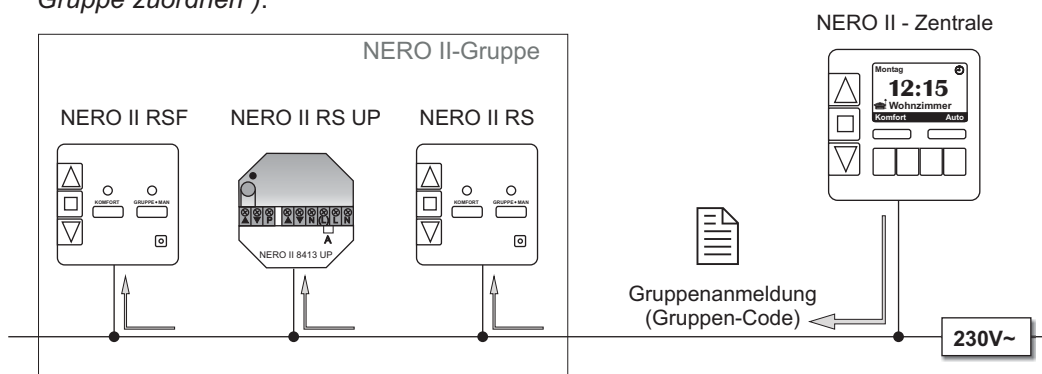 Gruppe zuordnen").
NERO II - Zentrale
NERO II-Gruppe
NERO II RSF
NERO II RS UP
NERO II RS
Montag
12:15
Wohnzimmer
Komfort Auto
KOMFORT GRUPPE+MAN
P N L L N
A
NERO II 8413 UP
KOMFORT GRUPPE+MAN
Gruppenanmeldung
(Gruppen-Code)
230V~